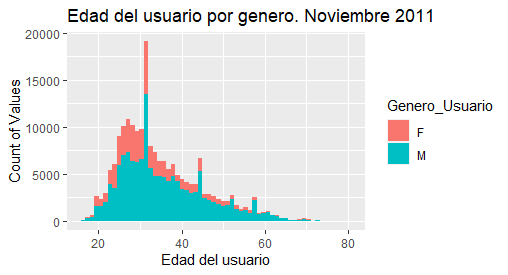 Edad del usuario por genero. Noviembre 2011
20000
15000
10000
5000
0
Count of Values
20 40 60 80
Edad del usuario
Genero_Usuario
F
M